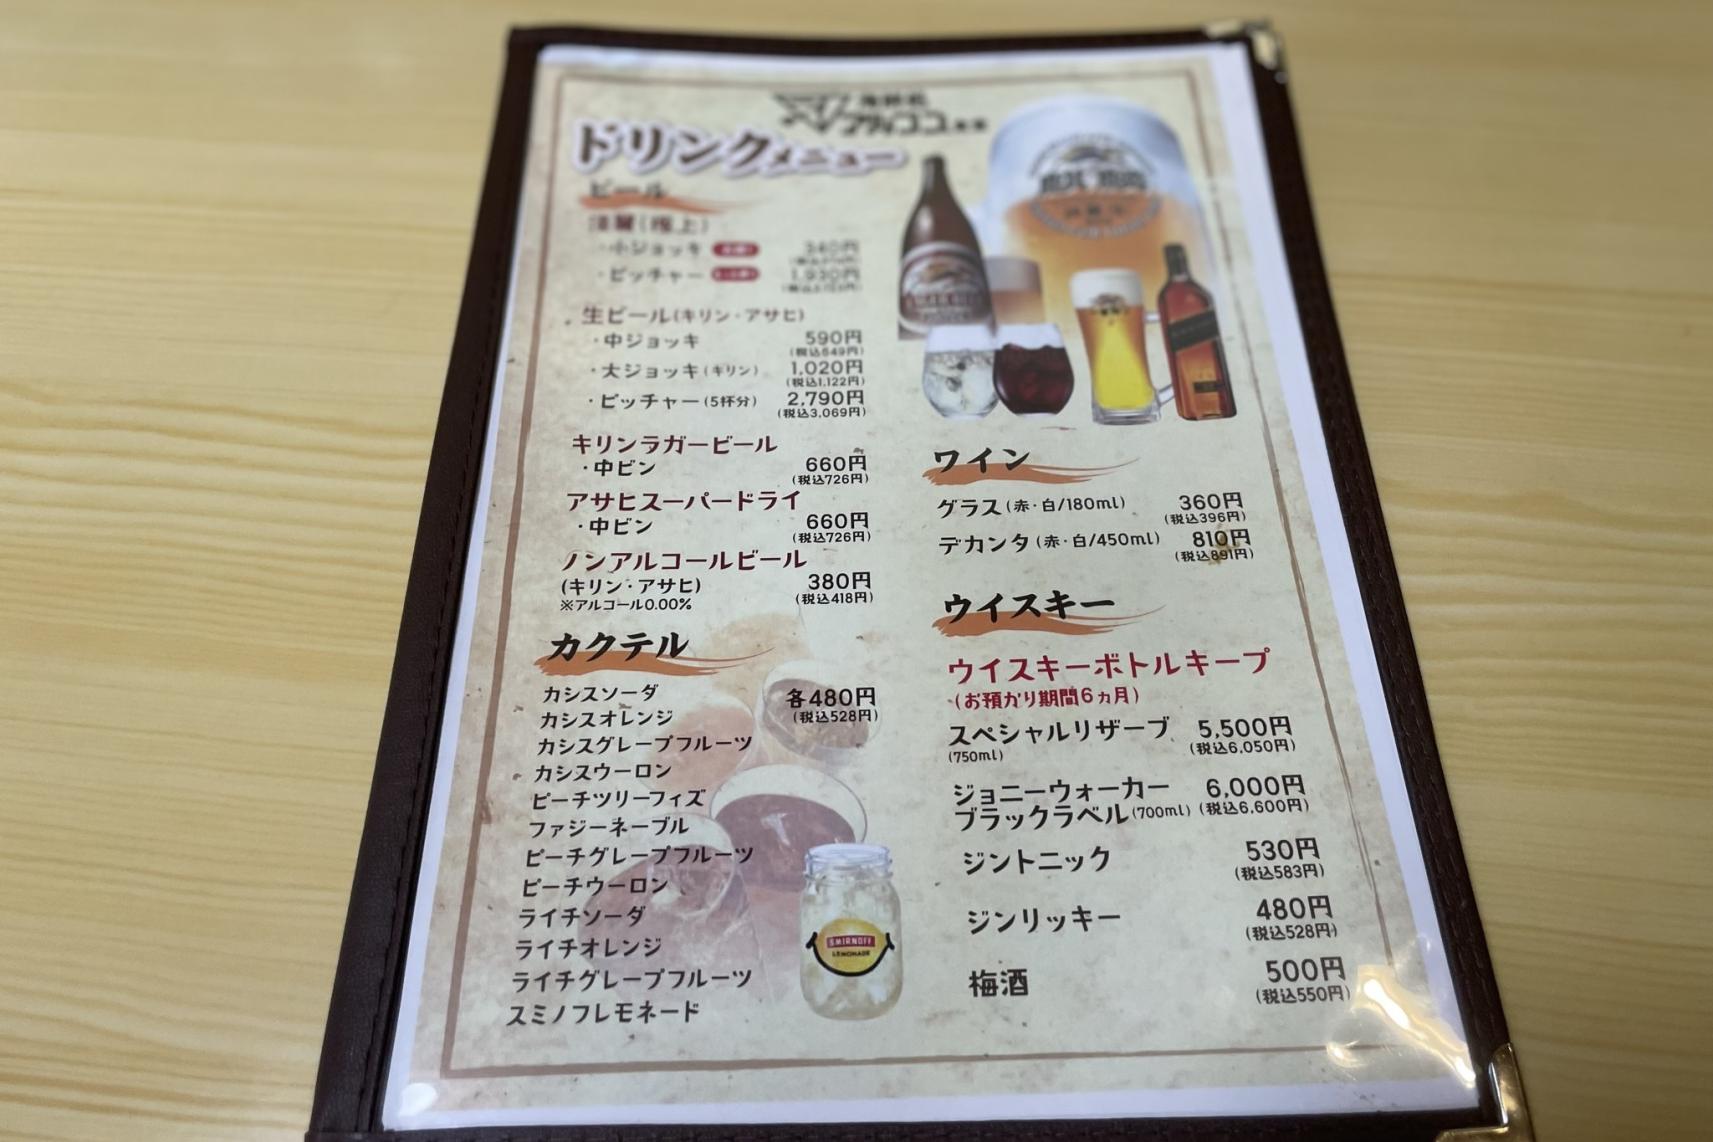 ドリンクメニュー
ビール
・小ジョッキ 340円
・ピッチャー 1,930円
生ビール(キリン・アサヒ)
・中ジョッキ 590円
(税込649円)
・大ジョッキ(キリン) 1,020円
(税込1,122円)
・ピッチャー(5杯分) 2,790円
(税込3,069円)
キリンラガービール
・中ビン 660円
(税込726円)
アサヒスーパードライ
・中ビン 660円
(税込726円)
ノンアルコールビール
(キリン・アサヒ) 380円
※アルコール0.00% (税込418円)
カクテル
カシスソーダ 各480円
カシスオレンジ (税込528円)
カシスグレープフルーツ
カシスウーロン
ピーチツリーフィズ
ファジーネーブル
ピーチグレープフルーツ
ピーチウーロン
ライチソーダ
ライチオレンジ
ライチグレープフルーツ
スミノフレモネード
SMIRNOFF
LEMONADE
ワイン
グラス(赤・白/180ml) 360円
(税込396円)
デカンタ(赤・白/450ml) 810円
(税込891円)
ウイスキー
ウイスキーボトルキープ
(お預かり期間6ヵ月)
スペシャルリザーブ 5,500円
(750ml) (税込6,050円)
ジョニーウォーカー 6,000円
ブラックラベル(700ml) (税込6,600円)
ジントニック 530円
(税込583円)
ジンリッキー 480円
(税込528円)
梅酒 500円
(税込550円)